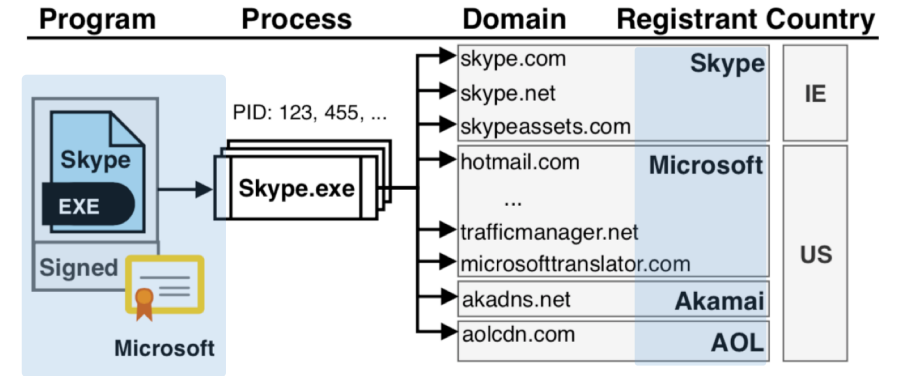 Program Process Domain Registrant Country
PID: 123, 455, ...
Skype
EXE
Signed
Microsoft
Skype.exe
skype.com
skype.net
skypeassets.com
Skype
IE
hotmail.com
...
trafficmanager.net
microsofttranslator.com
Microsoft
akadns.net
Akamai
aolcdn.com
AOL
US